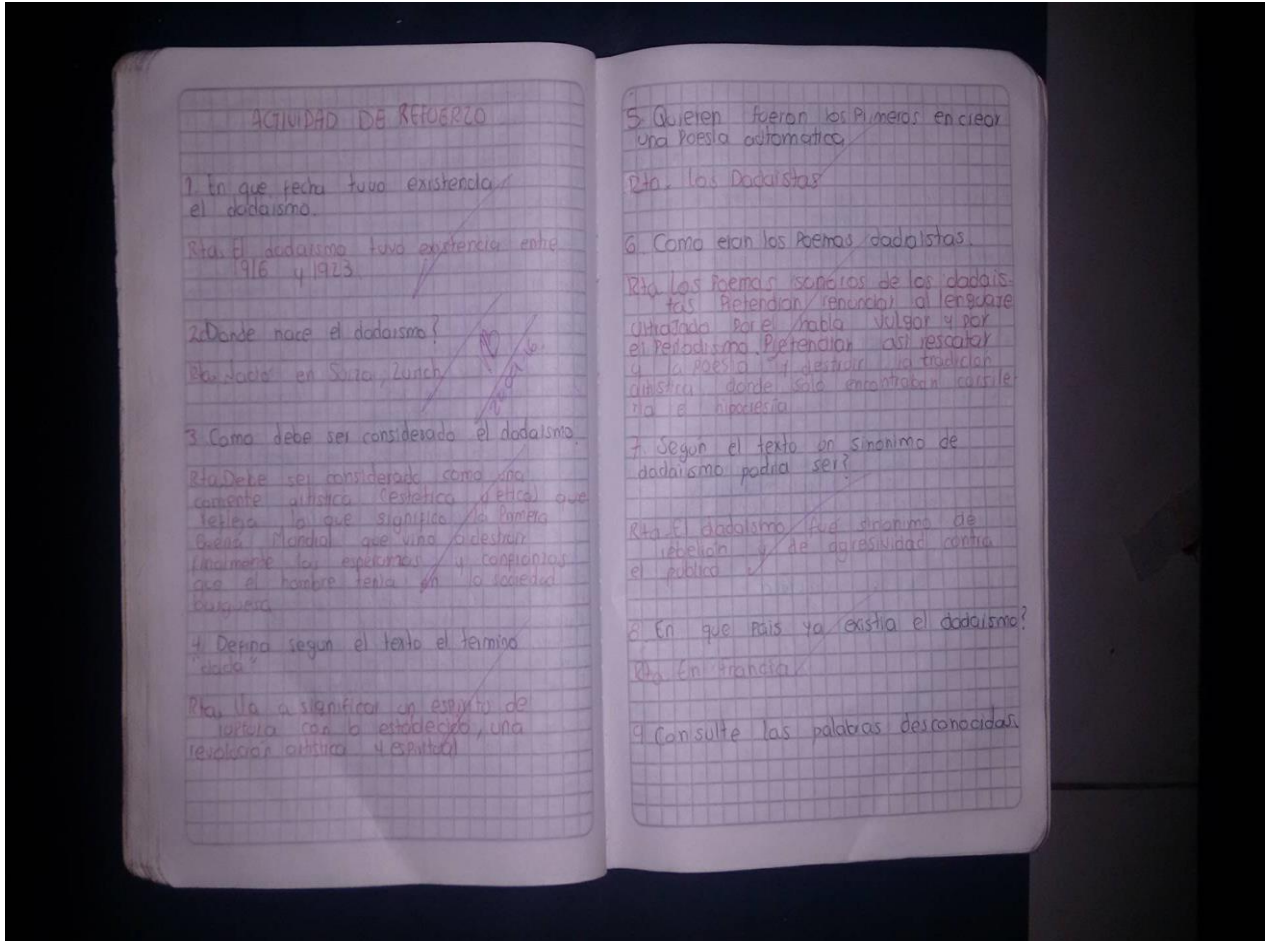 ACTIVIDAD DE REFUERZO
1. En que fecha tuvo existencia
el dadaismo.
Rta. El dadaismo tuvo existencia entre
1916 y 1923
2. Donde nace el dadaismo?
Rta. Nació en Suiza, Zurich
3. Como debe ser considerado el dadaismo.
Rta. Debe ser considerado como una
corriente artistica (estetica y etica) que
refleja, lo que significo la Primera
Guerra Mundial que vino a destruir
finalmente las esperanzas y confianzas
que el hombre tenia en la sociedad
burguesa
4. Defina segun el texto el termino
"dada"
Rta. Va a significar un espiritu de
ruptura con lo establecido, una
revolucion artistica y espiritual
5. Quieren fueron los Primeros en crear
una Poesia automatica
Rta. Los Dadaistas
6. Como eran los Poemas dadaistas.
Rta. Los Poemas sonoros de los dadais-
tas Pretendian renunciar al lenguaje
por el habla vulgar y por
el Periodismo. Pretendian asi rescatar
a la Poesia y destruir la tradicion
artistica donde solo encontraban
e hipocresia
7. Segun el texto un sinonimo de
dadaismo podria ser?
Rta. El dadaismo fue sinonimo de
rebelion y de agresividad contra
el publico
8. En que Pais ya existia el dadaismo?
Rta. En Francia
9. Consulte las palabras desconocidas.